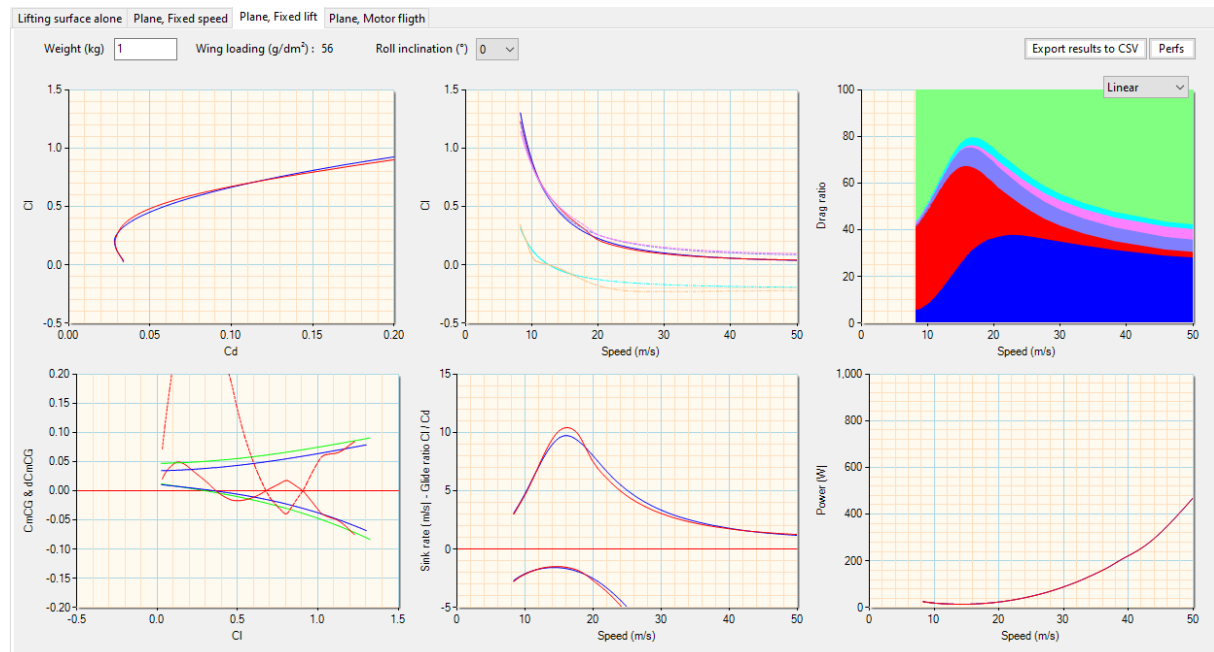 Lifting surface alone Plane, Fixed speed Plane, Fixed lift Plane, Motor fligth
Weight (kg) 1 Wing loading (g/dm²) : 56 Roll inclination (°) 0 Export results to CSV Perfs
Linear
1.5
1.0
0.5
0.0
-0.5
Cl
0.00 0.05 0.10 0.15 0.20
Cd
1.5
1.0
0.5
0.0
-0.5
Cl
0 10 20 30 40 50
Speed (m/s)
100
80
60
40
20
0
Drag ratio
0 10 20 30 40 50
Speed (m/s)
0.20
0.15
0.10
0.05
0.00
-0.05
-0.10
-0.15
-0.20
CmCG & dCmCG
-0.5 0.0 0.5 1.0 1.5
Cl
15
10
5
0
-5
Sink rate [m/s] - Glide ratio Cl / Cd
0 10 20 30 40 50
Speed (m/s)
1,000
800
600
400
200
0
Power (W|
0 10 20 30 40 50
Speed (m/s)